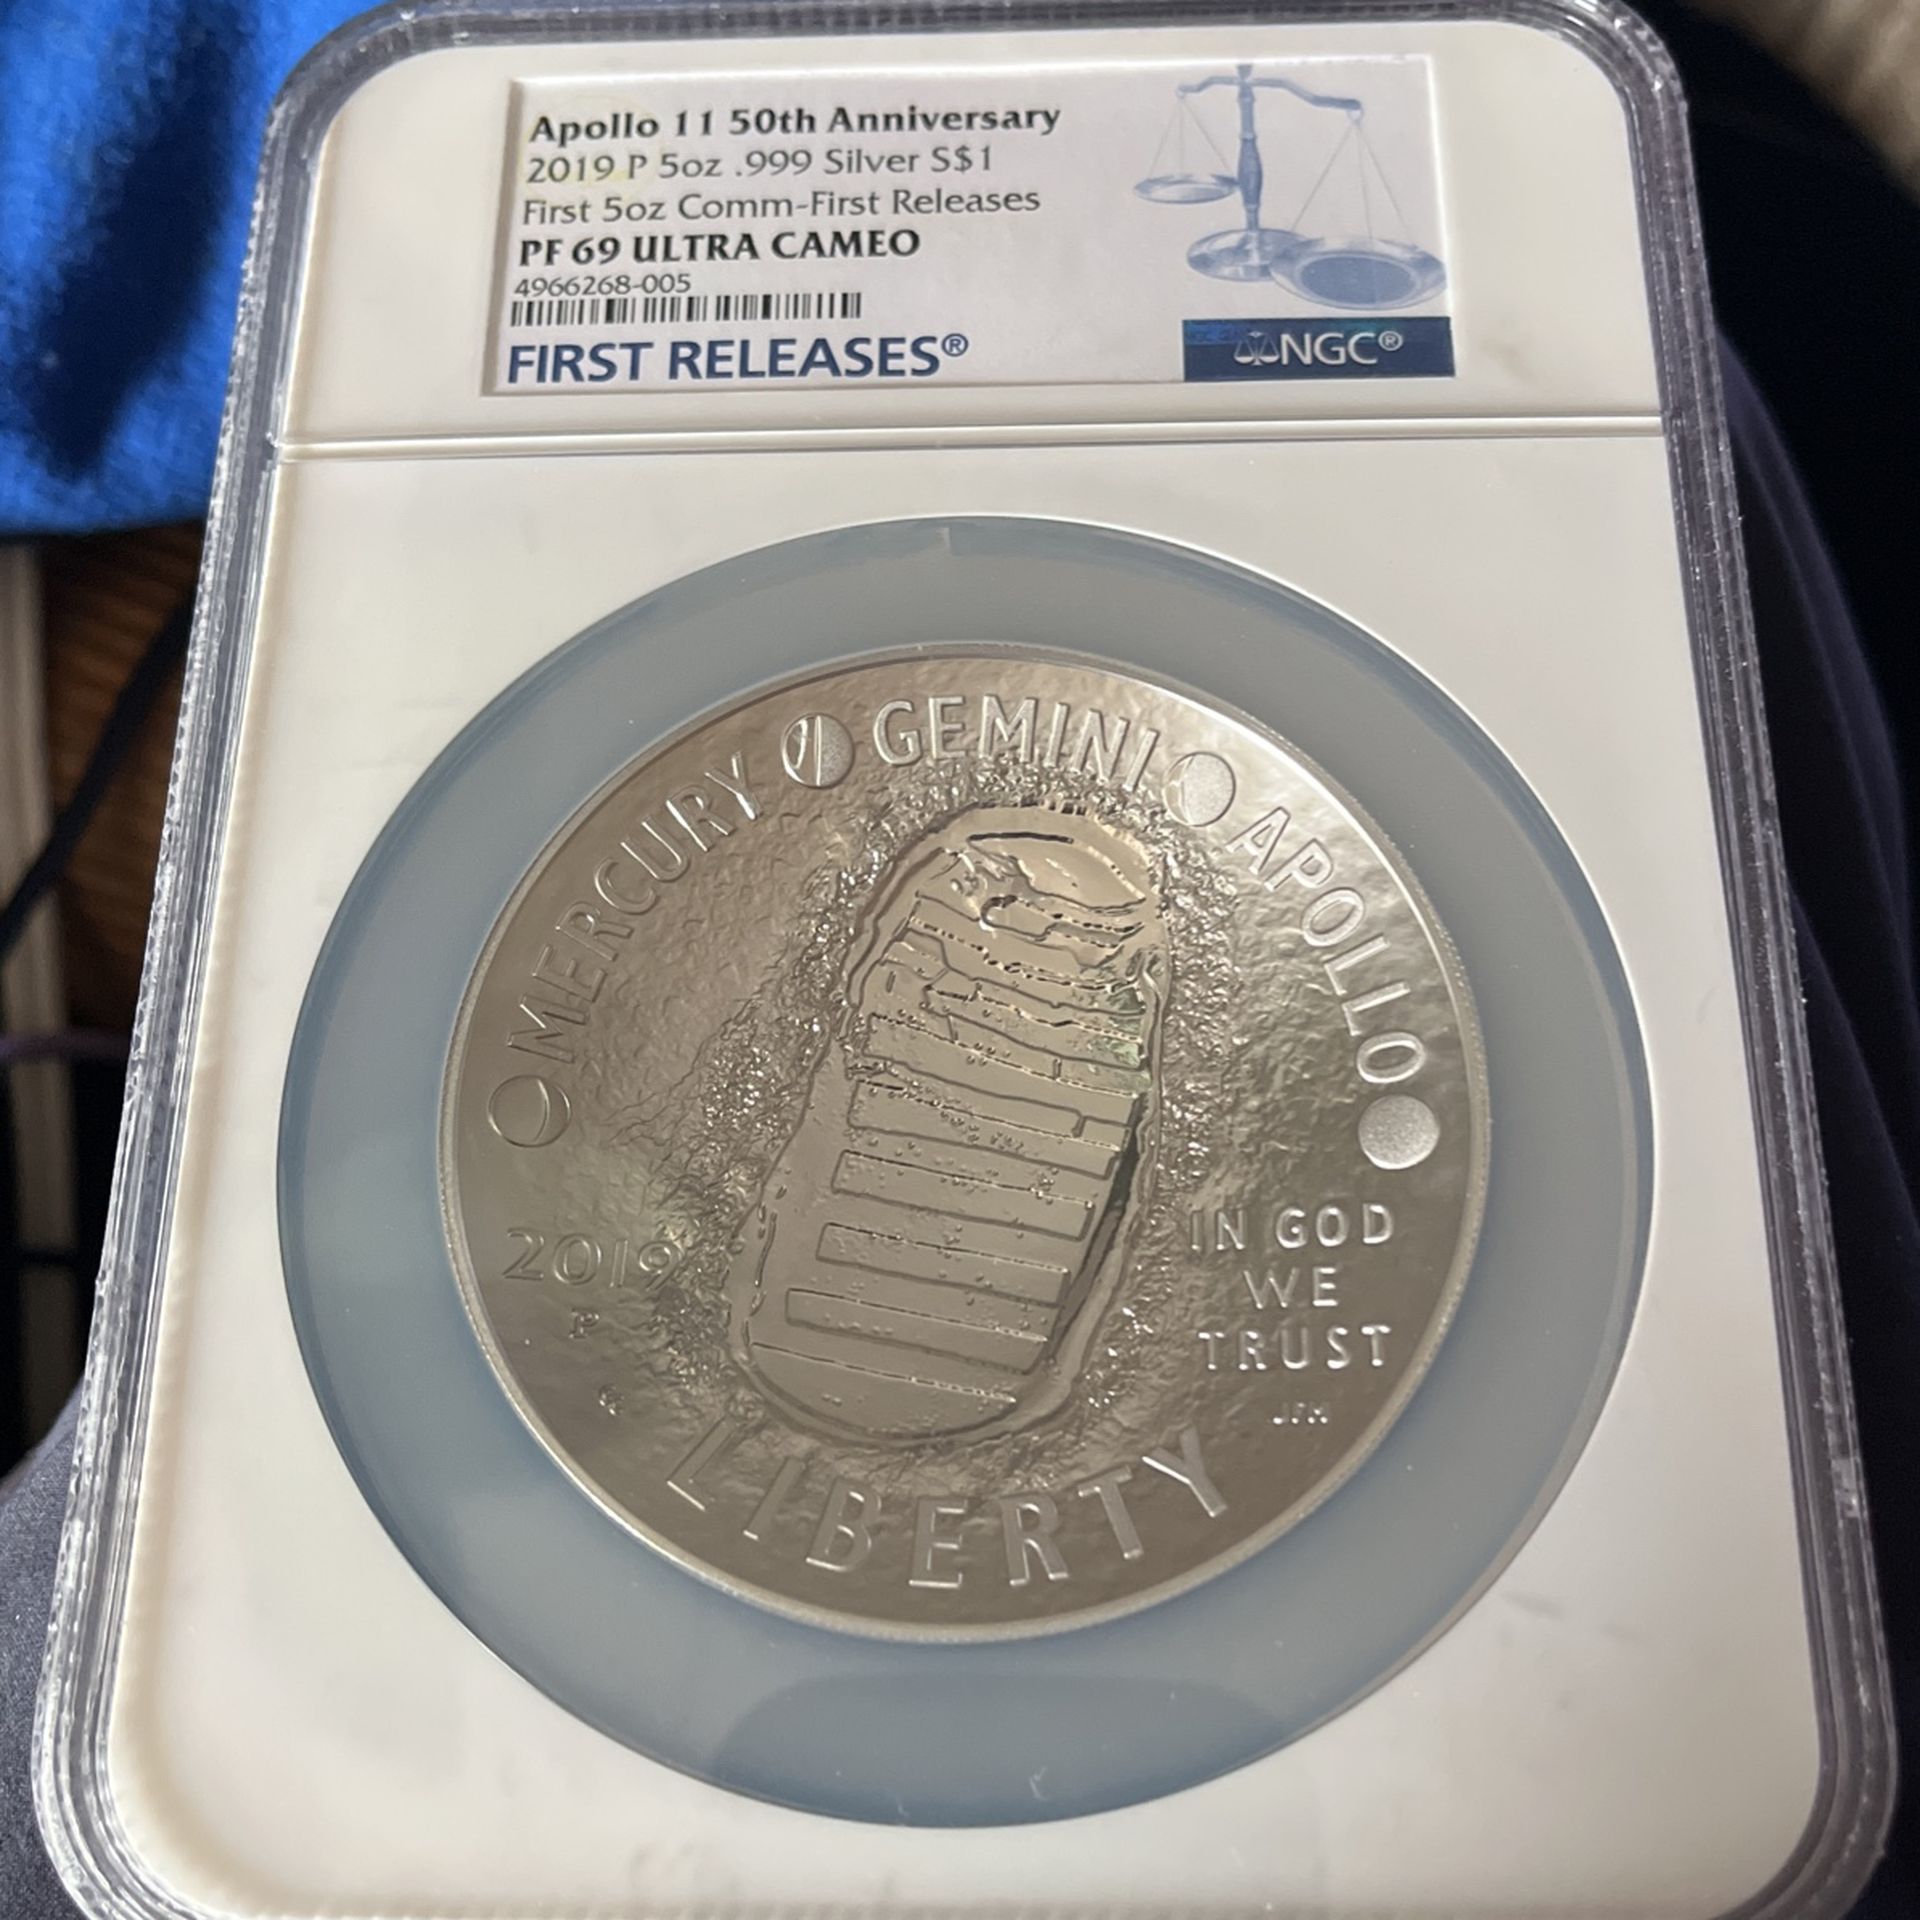 Apollo 11 50th Anniversary
2019 P 5oz .999 Silver S$1
First 5oz Comm-First Releases
PF 69 ULTRA CAMEO
4966268-005
FIRST RELEASES®
NGC®
MERCURY GEMINI APOLLO
2019
P
IN GOD
WE
TRUST
JFM
LIBERTY